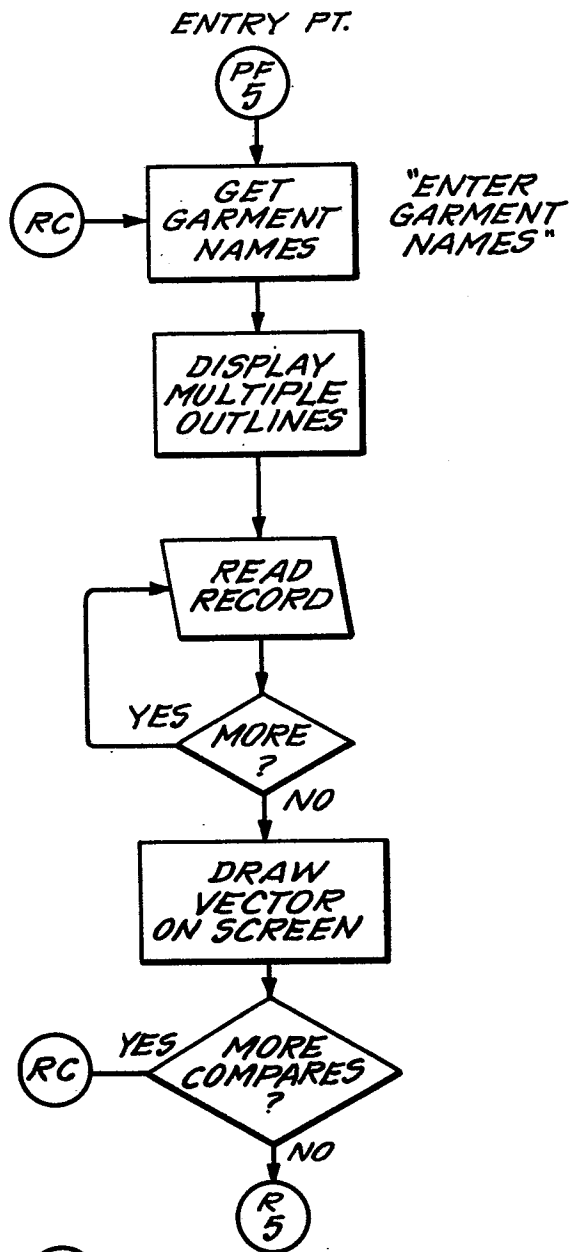 ENTRY PT.
PF
5
RC
GET
GARMENT
NAMES
"ENTER
GARMENT
NAMES"
DISPLAY
MULTIPLE
OUTLINES
READ
RECORD
YES
MORE
?
NO
DRAW
VECTOR
ON SCREEN
RC
YES
MORE
COMPARES
?
NO
R
5